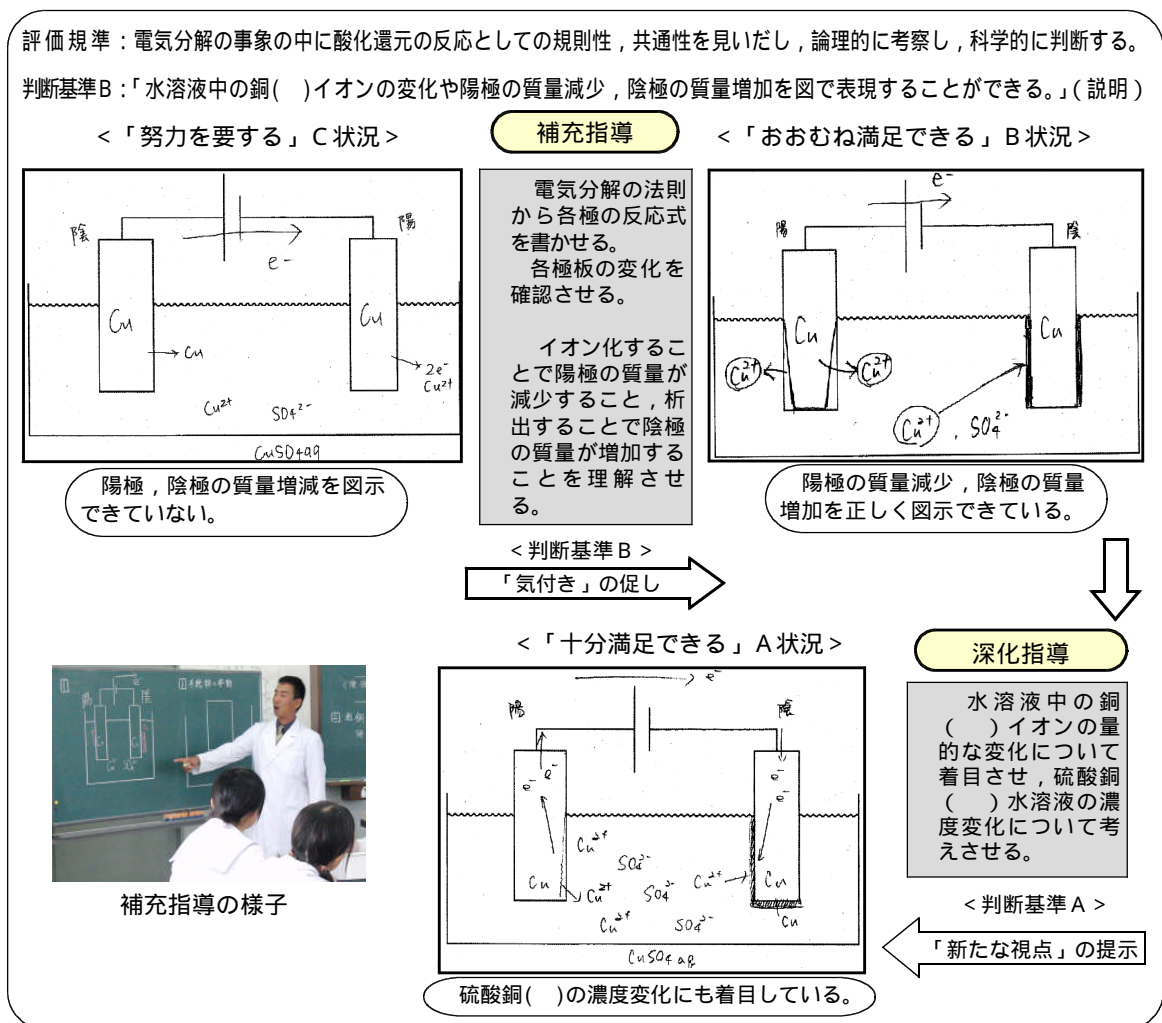 評価規準：電気分解の事象の中に酸化還元の反応としての規則性，共通性を見いだし，論理的に考察し，科学的に判断する。
判断基準Ｂ：「水溶液中の銅(　)イオンの変化や陽極の質量減少，陰極の質量増加を図で表現することができる。」（説明）
＜「努力を要する」Ｃ状況＞
陰
陽
e-
Cu
Cu
→Cu
2e-
Cu2+
Cu2+
SO42-
CuSO4aq
陽極，陰極の質量増減を図示
できていない。
補充指導
電気分解の法則
から各極の反応式
を書かせる。
各極板の変化を
確認させる。
イオン化するこ
とで陽極の質量が
減少すること，析
出することで陰極
の質量が増加する
ことを理解させ
る。
＜判断基準Ｂ＞
「気付き」の促し
＜「おおむね満足できる」Ｂ状況＞
e-
陽
陰
Cu
Cu
Cu2+
Cu2+
Cu2+ , SO42-
陽極の質量減少，陰極の質量
増加を正しく図示できている。
深化指導
水溶液中の銅
(　)イオンの量
的な変化について
着目させ，硫酸銅
(　)水溶液の濃
度変化について考
えさせる。
＜判断基準Ａ＞
「新たな視点」の提示
＜「十分満足できる」Ａ状況＞
e-
陽
陰
e- e-
e-
e-
Cu2+
SO42-
Cu2+
Cu
Cu2+
SO42-
Cu
Cu2+
SO42-
Cu
CuSO4aq
硫酸銅(　)の濃度変化にも着目している。
陽
陰
補充指導の様子